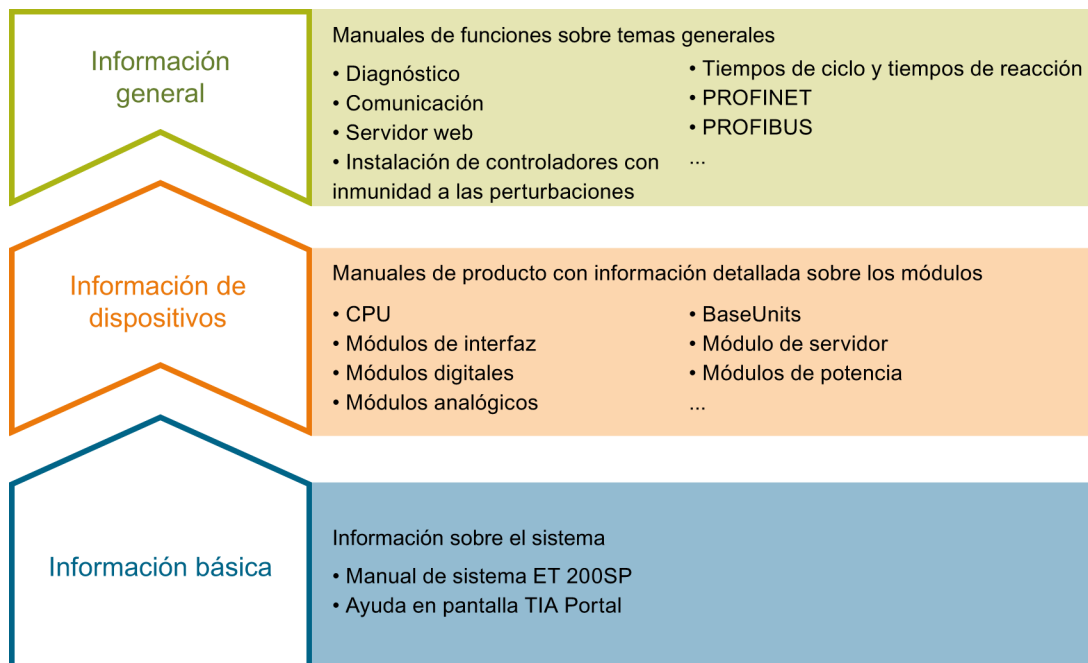 Información
general
Manuales de funciones sobre temas generales
• Diagnóstico
• Comunicación
• Servidor web
• Instalación de controladores con
inmunidad a las perturbaciones
• Tiempos de ciclo y tiempos de reacción
• PROFINET
• PROFIBUS
...
Información de
dispositivos
Manuales de producto con información detallada sobre los módulos
• CPU
• Módulos de interfaz
• Módulos digitales
• Módulos analógicos
• BaseUnits
• Módulo de servidor
• Módulos de potencia
...
Información básica
Información sobre el sistema
• Manual de sistema ET 200SP
• Ayuda en pantalla TIA Portal